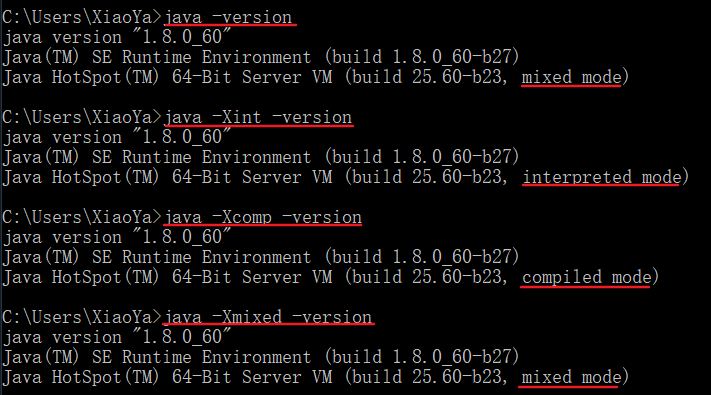 C:\Users\XiaoYa>java -version
java version "1.8.0_60"
Java(TM) SE Runtime Environment (build 1.8.0_60-b27)
Java HotSpot(TM) 64-Bit Server VM (build 25.60-b23, mixed mode)
C:\Users\XiaoYa>java -Xint -version
java version "1.8.0_60"
Java(TM) SE Runtime Environment (build 1.8.0_60-b27)
Java HotSpot(TM) 64-Bit Server VM (build 25.60-b23, interpreted mode)
C:\Users\XiaoYa>java -Xcomp -version
java version "1.8.0_60"
Java(TM) SE Runtime Environment (build 1.8.0_60-b27)
Java HotSpot(TM) 64-Bit Server VM (build 25.60-b23, compiled mode)
C:\Users\XiaoYa>java -Xmixed -version
java version "1.8.0_60"
Java(TM) SE Runtime Environment (build 1.8.0_60-b27)
Java HotSpot(TM) 64-Bit Server VM (build 25.60-b23, mixed mode)